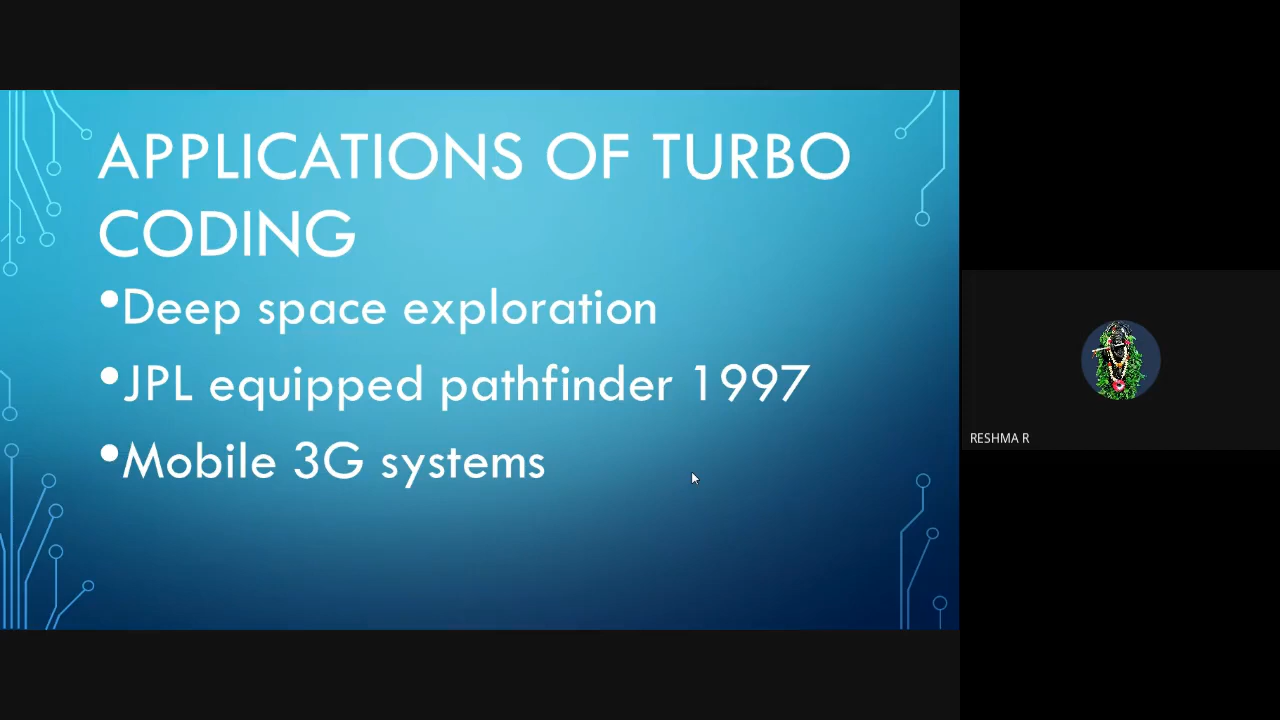 APPLICATIONS OF TURBO
CODING
•Deep space exploration
•JPL equipped pathfinder 1997
•Mobile 3G systems
RESHMA R